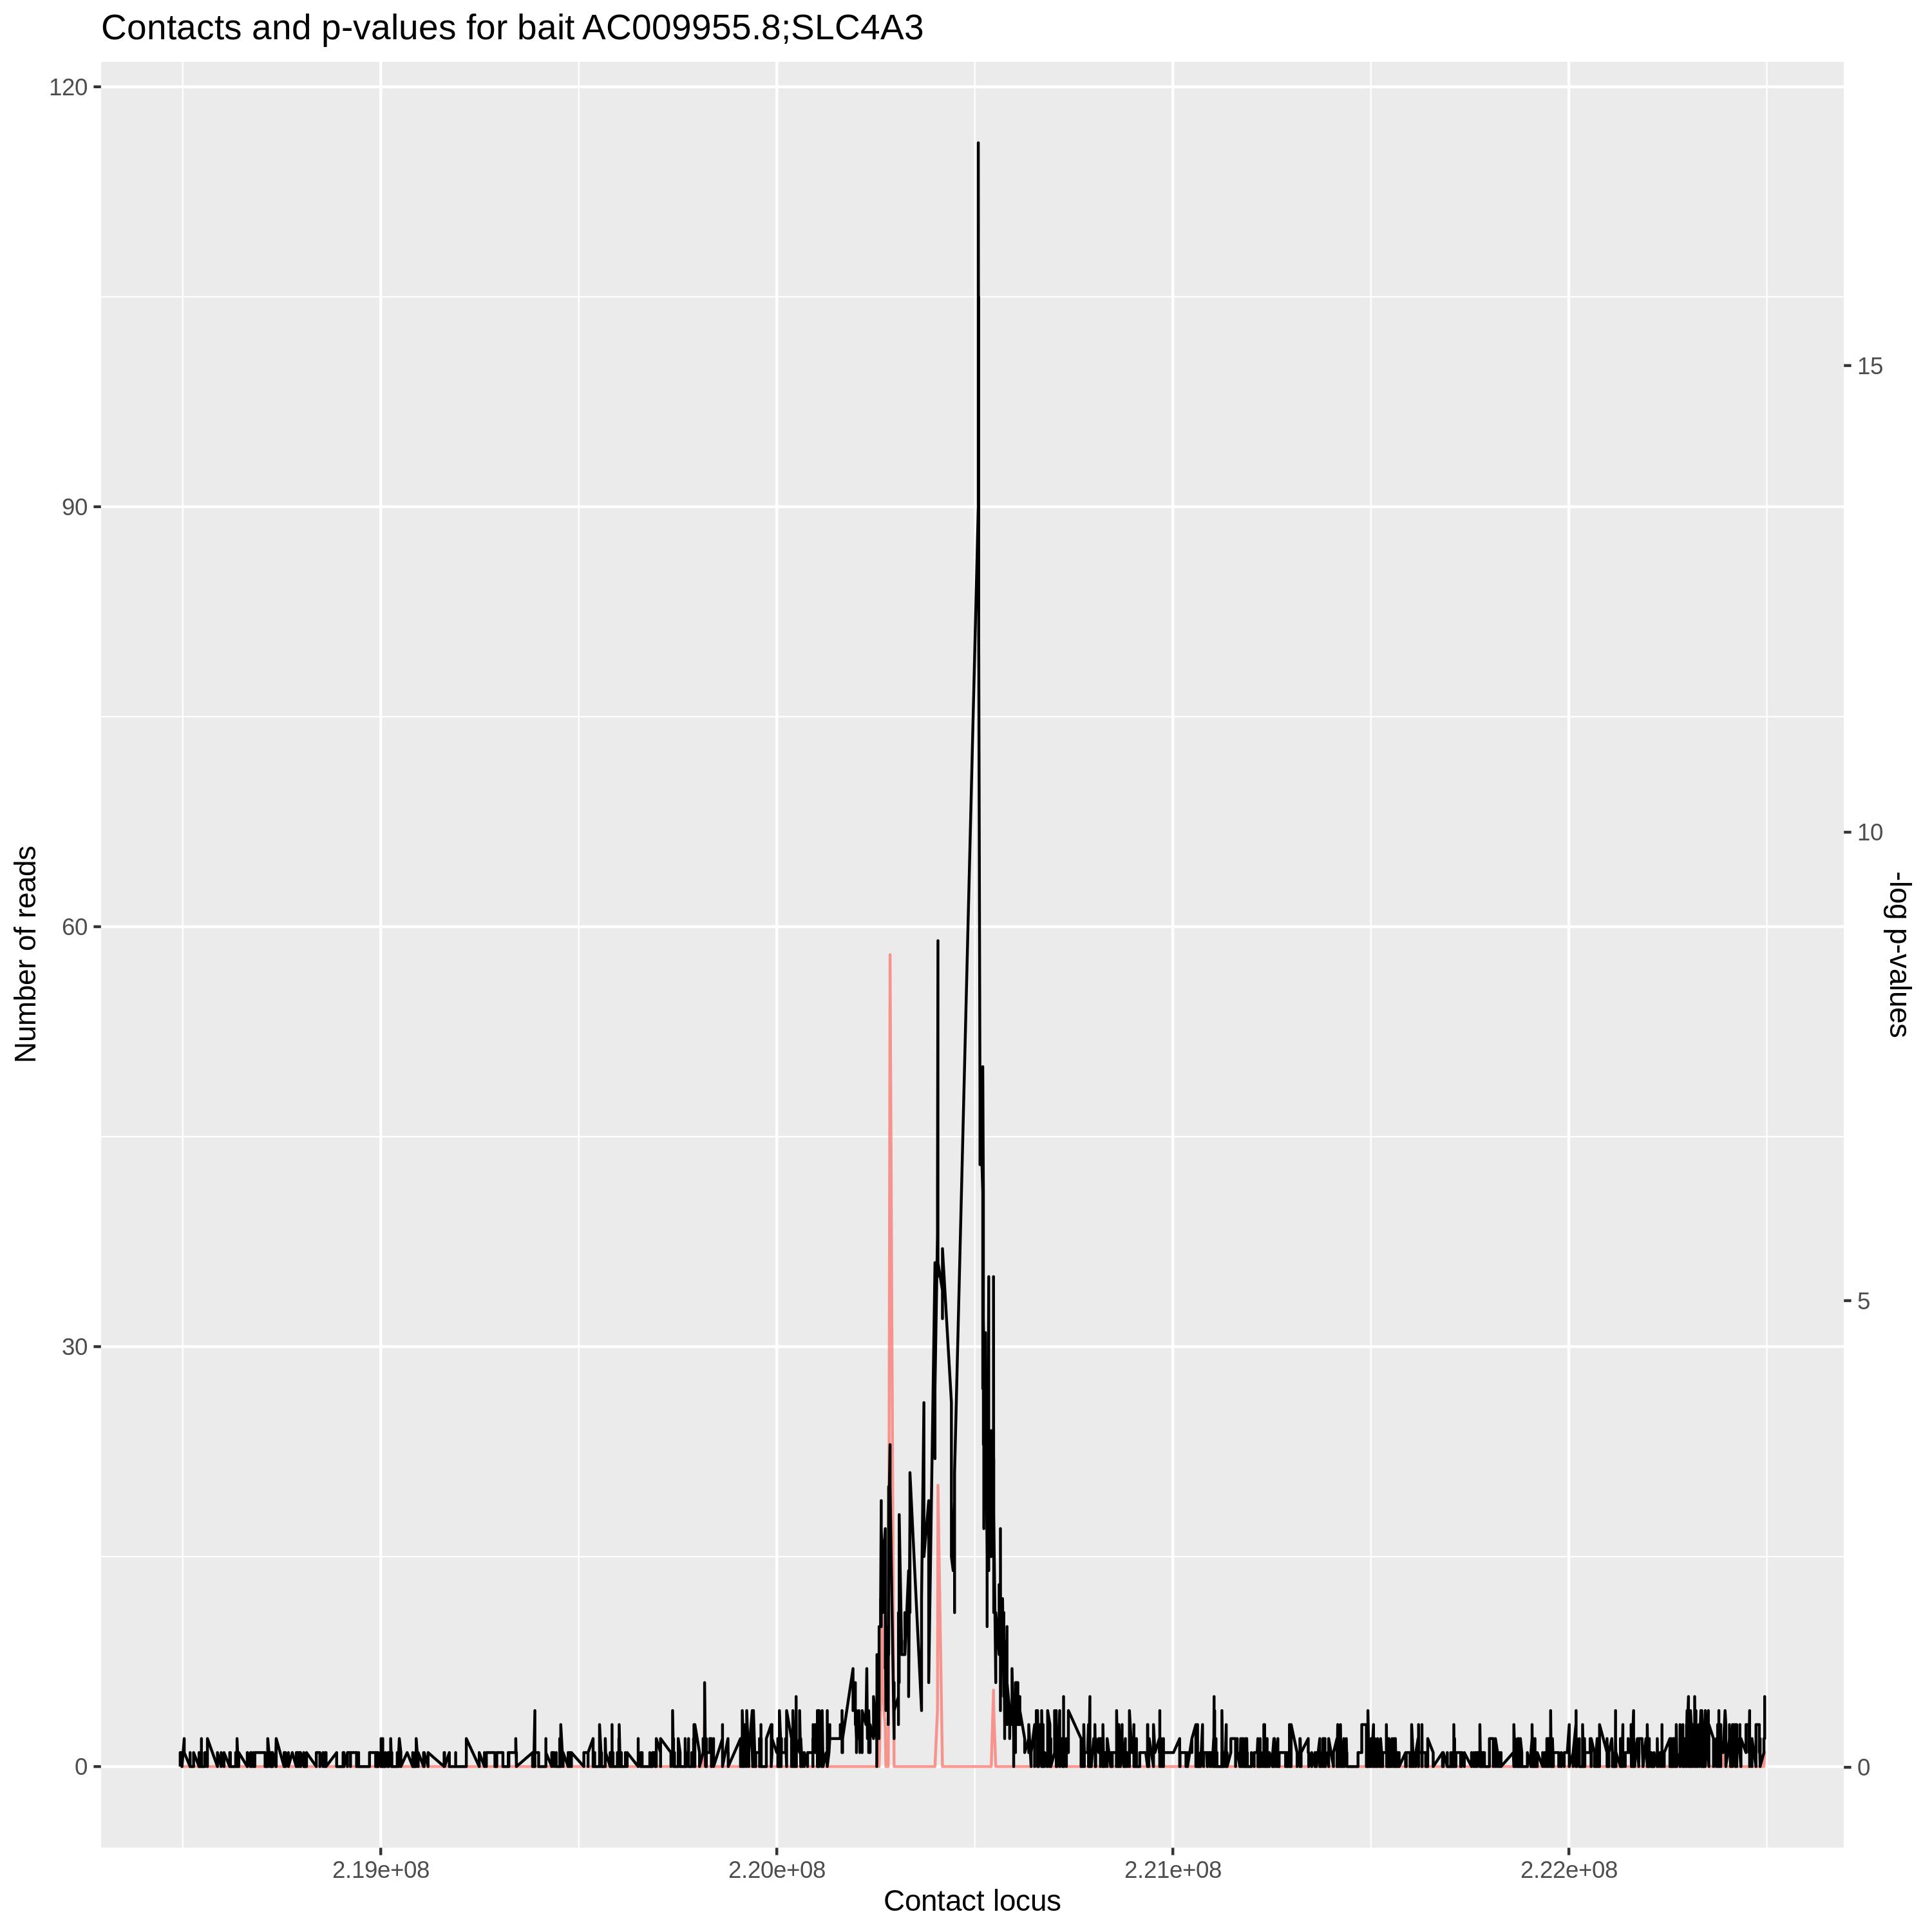 Contacts and p-values for bait AC009955.8;SLC4A3
120
90
60
30
0
Number of reads
15
10
5
0
-log p-values
2.19e+08
2.20e+08
2.21e+08
2.22e+08
Contact locus